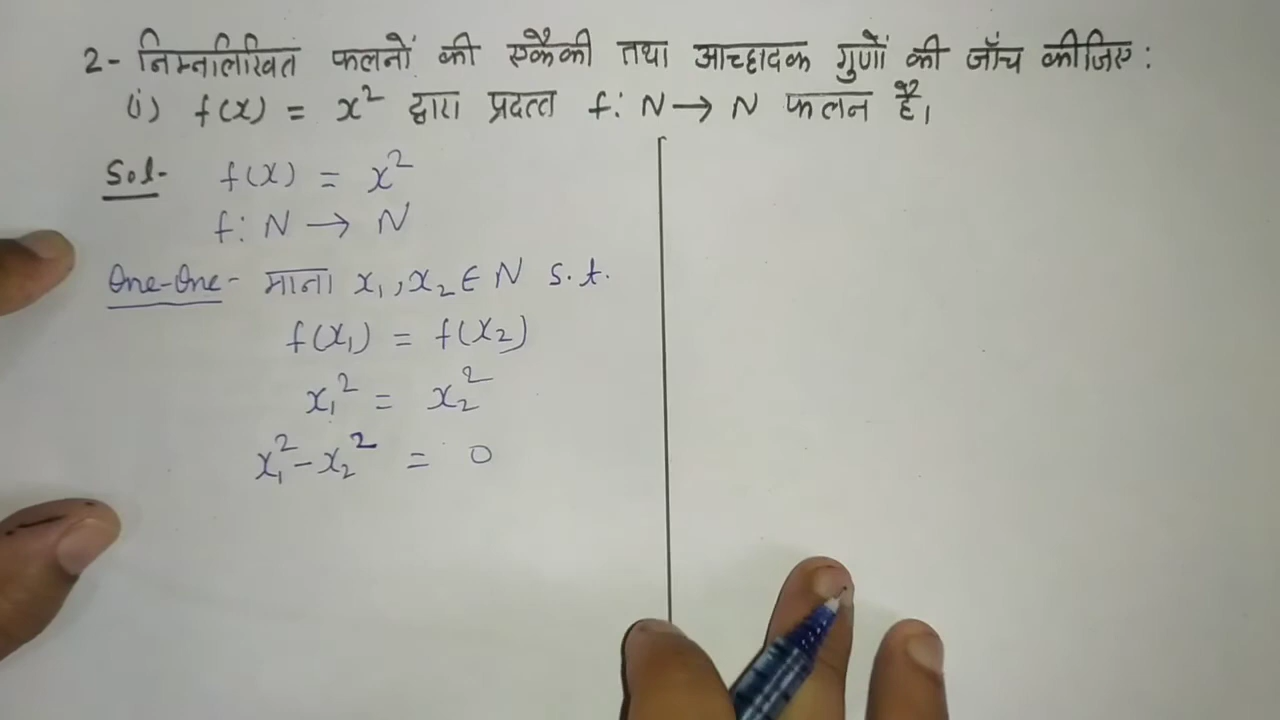 2- निम्नलिखित फलनों की एकैकी तथा आच्छादक गुणों की जाँच कीजिए:
(i) f(x) = x² द्वारा प्रदत्त f: N → N फलन है।
Sol- f(x) = x²
f: N → N
One-One- माना x₁, x₂ ∈ N s.t.
f(x₁) = f(x₂)
x₁² = x₂²
x₁² - x₂² = 0